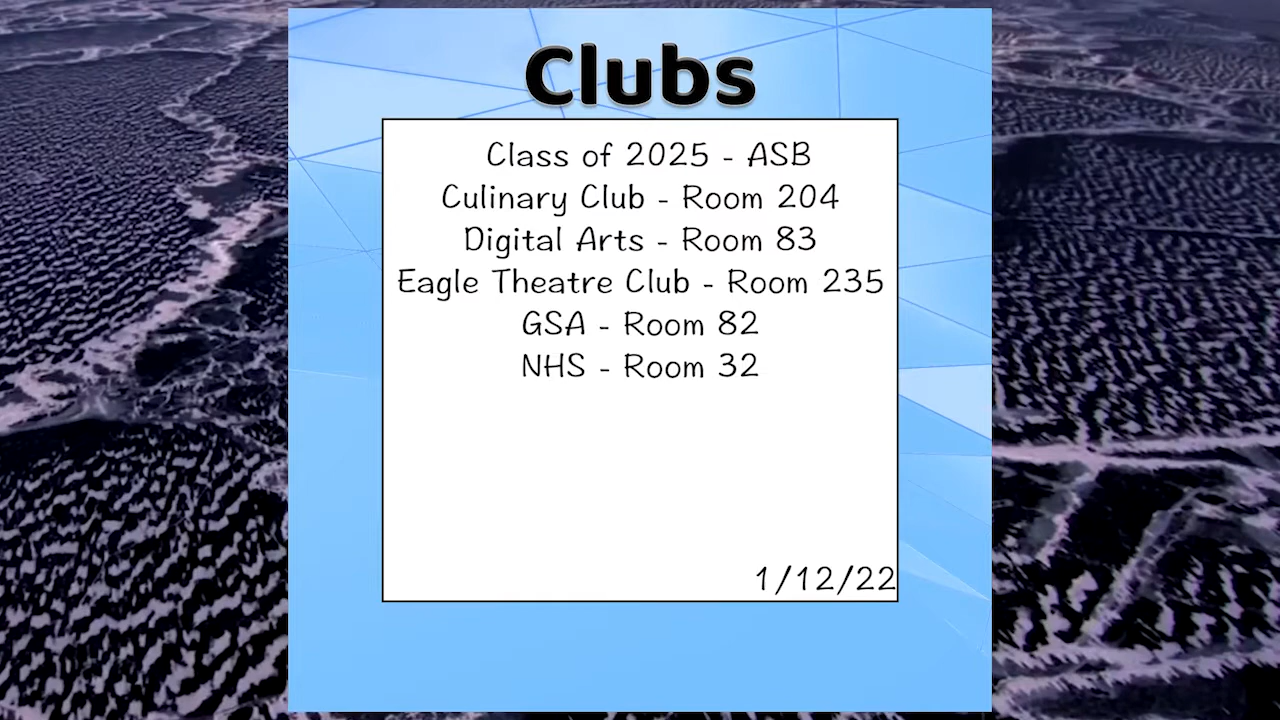 Clubs
Class of 2025 - ASB
Culinary Club - Room 204
Digital Arts - Room 83
Eagle Theatre Club - Room 235
GSA - Room 82
NHS - Room 32
1/12/22